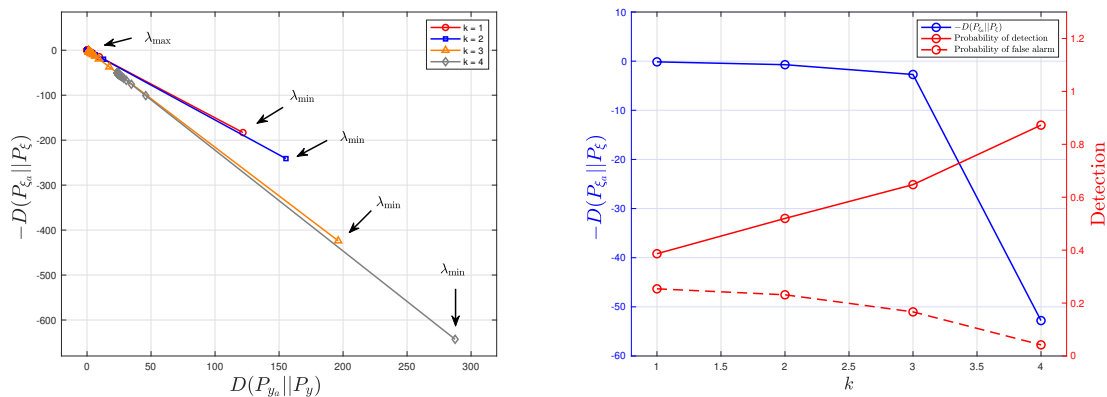 k = 1
k = 2
k = 3
k = 4
λmax
λmin
λmin
λmin
λmin
0
-100
-200
-300
-400
-500
-600
0 50 100 150 200 250 300
−D(Pξa||Pξ)
D(Pya||Py)
−D(Pξa||Pξ)
Probability of detection
Probability of false alarm
10
0
-10
-20
-30
-40
-50
-60
1 1.5 2 2.5 3 3.5 4
1.2
1
0.8
0.6
0.4
0.2
0
−D(Pξa||Pξ)
k
Detection